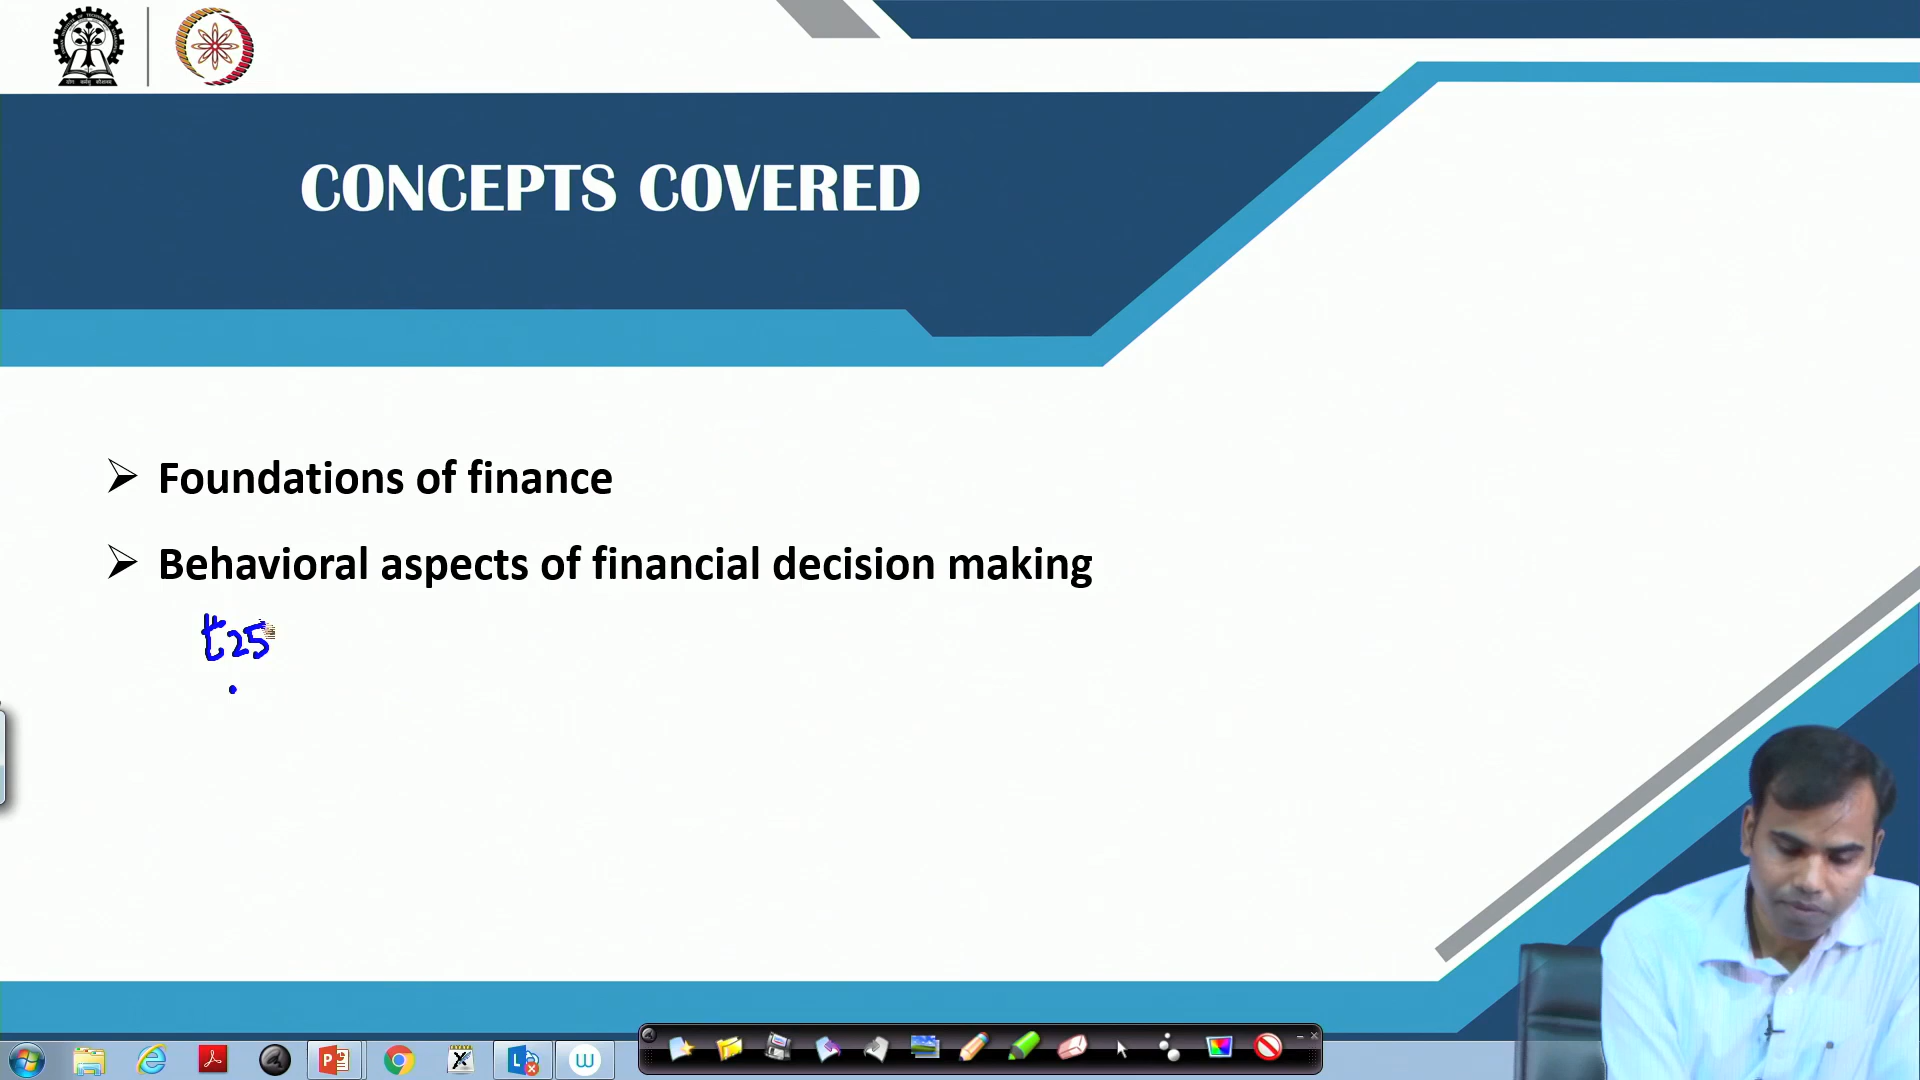 CONCEPTS COVERED
Foundations of finance
Behavioral aspects of financial decision making
25